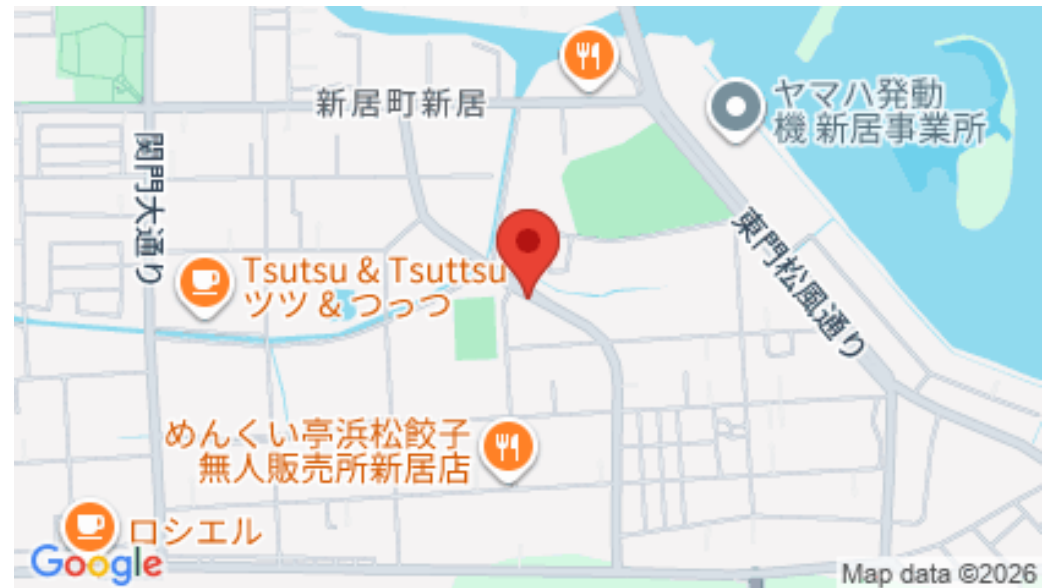 新居町新居
ヤマハ発動
機 新居事業所
関門大通り
東門松風通り
Tsutsu & Tsuttsu
ツツ & つっつ
めんくい亭浜松餃子
無人販売所新居店
ロシエル
Google
Map data ©2026